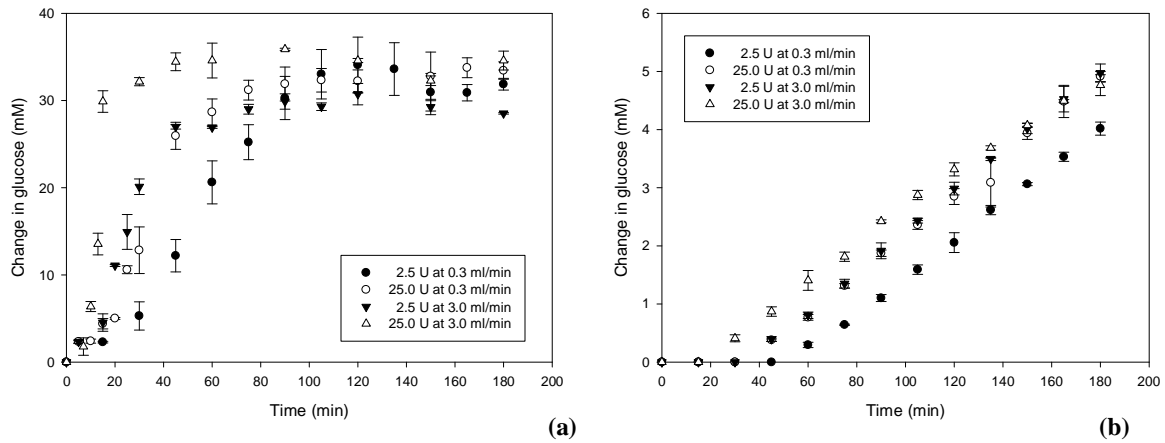 40
30
20
10
0
Change in glucose (mM)
2.5 U at 0.3 ml/min
25.0 U at 0.3 ml/min
2.5 U at 3.0 ml/min
25.0 U at 3.0 ml/min
0 20 40 60 80 100 120 140 160 180 200
Time (min)
(a)
6
5
4
3
2
1
0
Change in glucose (mM)
2.5 U at 0.3 ml/min
25.0 U at 0.3 ml/min
2.5 U at 3.0 ml/min
25.0 U at 3.0 ml/min
0 20 40 60 80 100 120 140 160 180 200
Time (min)
(b)